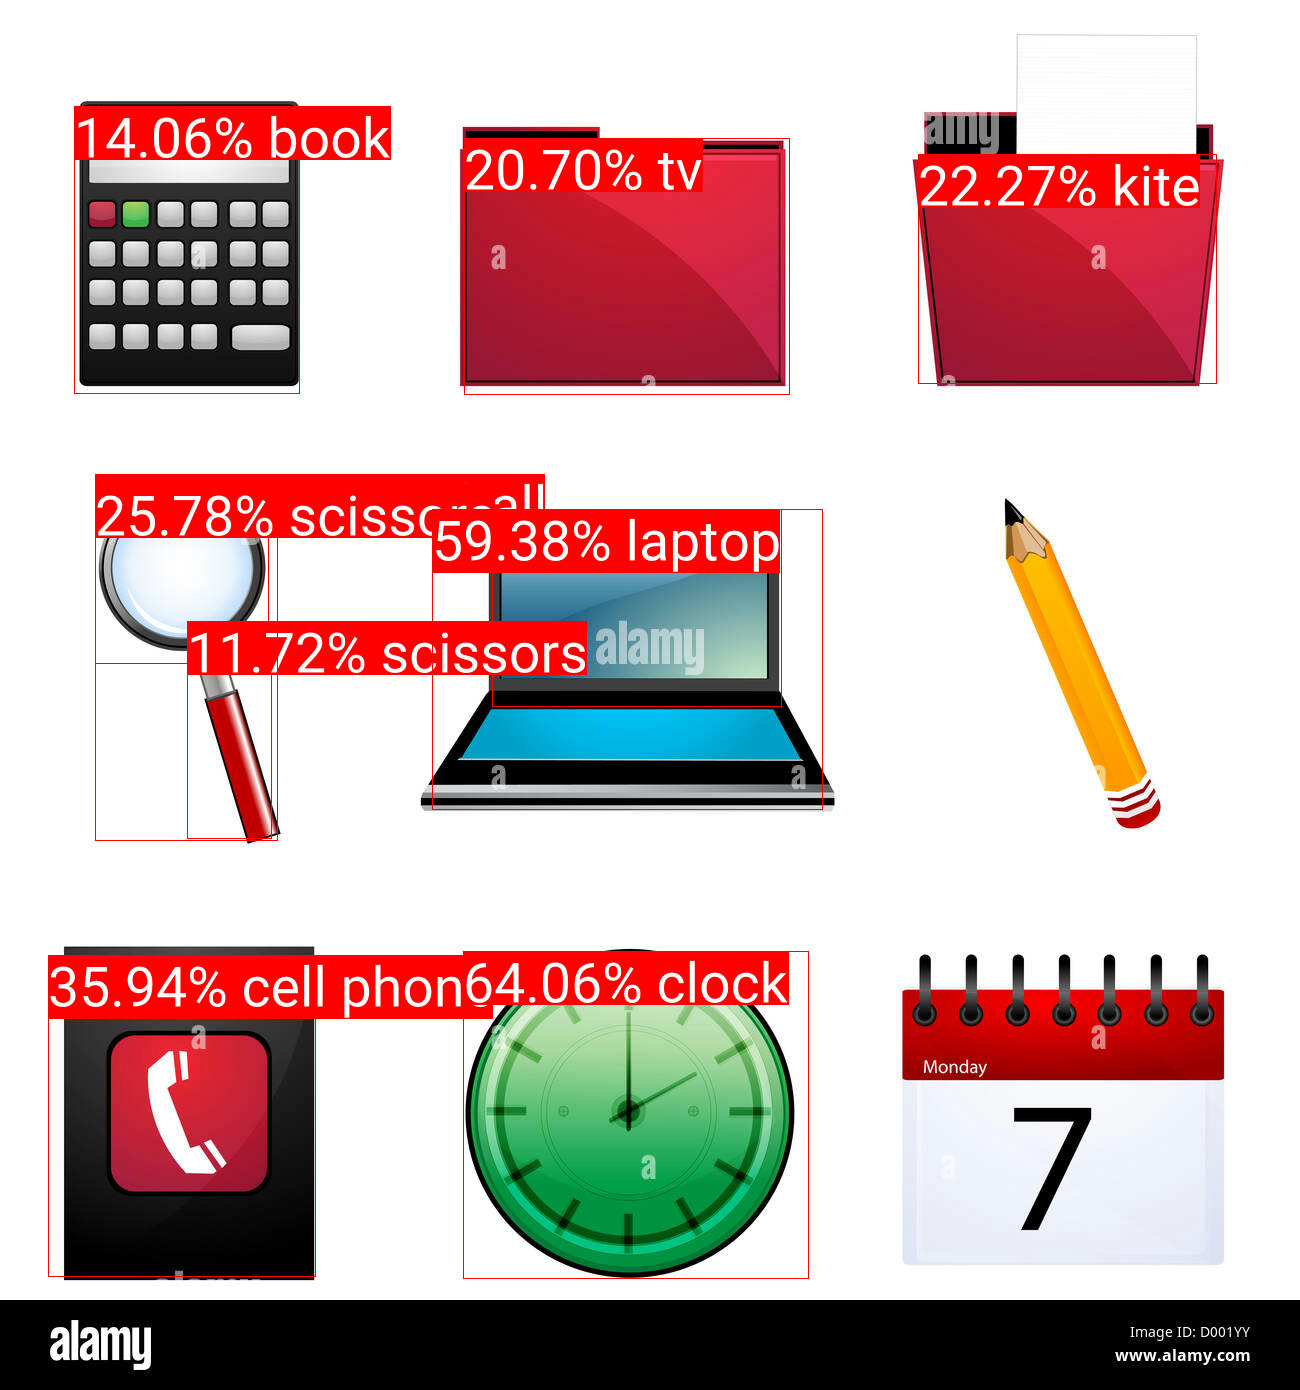 14.06% book
20.70% tv
22.27% kite
25.78% scissors
59.38% laptop
alamy
11.72% scissors
35.94% cell phon
64.06% clock
Monday
7
alamy
Image ID: D001YY
www.alamy.com